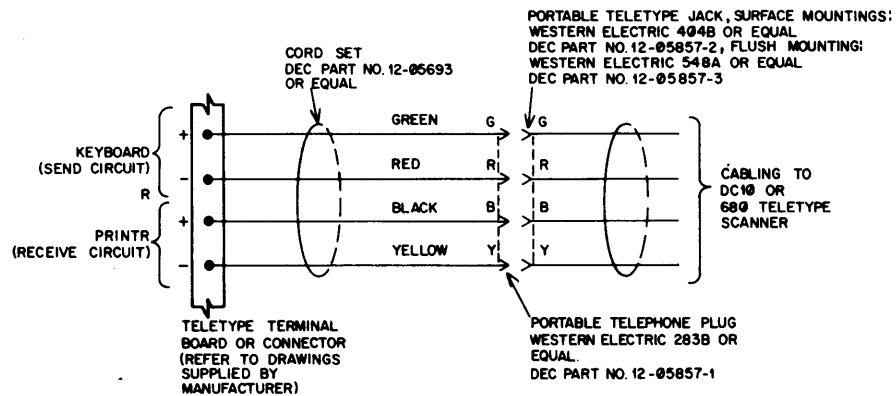 PORTABLE TELETYPE JACK, SURFACE MOUNTINGS:
WESTERN ELECTRIC 404B OR EQUAL
DEC PART NO. 12-05857-2, FLUSH MOUNTING:
WESTERN ELECTRIC 548A OR EQUAL
DEC PART NO. 12-05857-3
CORD SET
DEC PART NO. 12-05693
OR EQUAL
KEYBOARD
(SEND CIRCUIT)
R
PRINTR
(RECEIVE CIRCUIT)
+ GREEN G G
- RED R R
+ BLACK B B
- YELLOW Y Y
CABLING TO
DC10 OR
680 TELETYPE
SCANNER
TELETYPE TERMINAL
BOARD OR CONNECTOR
(REFER TO DRAWINGS
SUPPLIED BY
MANUFACTURER)
PORTABLE TELEPHONE PLUG
WESTERN ELECTRIC 283B OR
EQUAL.
DEC PART NO. 12-05857-1